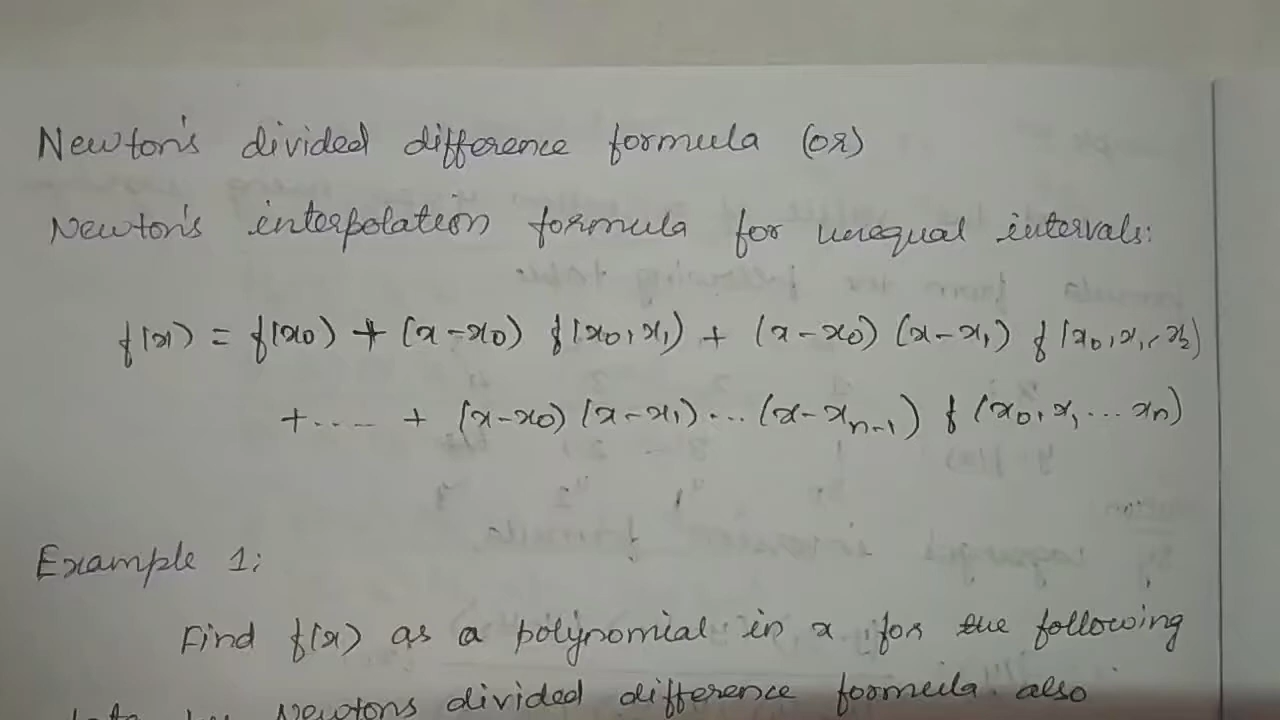 Newton's divided difference formula (or)
Newton's interpolation formula for unequal intervals:
f(x) = f(x0) + (x-x0) f(x0,x1) + (x-x0) (x-x1) f(x0,x1,x2)
+..... + (x-x0) (x-x1)...(x-xn-1) f(x0,x1...xn)
Example 1:
Find f(x) as a polynomial in x for the following
by Newtons divided difference formula. also